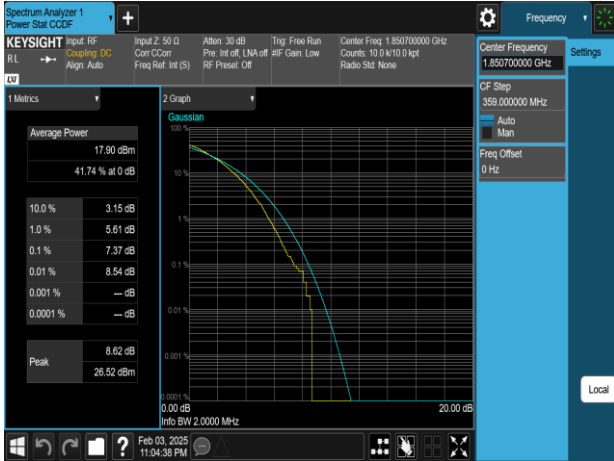 Spectrum Analyzer 1
Power Stat CCDF
Frequency
KEYSIGHT
RL
LXI
Input: RF
Coupling: DC
Align: Auto
Input Z: 50 Ω
Corr CCorr
Freq Ref: Int (S)
Atten: 30 dB
Pre: Int off, LNA off
RF Presel: Off
Trig: Free Run
#IF Gain: Low
Center Freq: 1.850700000 GHz
Counts: 10.0 k/10.0 kpt
Radio Std: None
Center Frequency
1.850700000 GHz
Settings
CF Step
359.000000 MHz
Auto
Man
Freq Offset
0 Hz
Local
1 Metrics
Average Power
17.90 dBm
41.74 % at 0 dB
10.0 % 3.15 dB
1.0 % 5.61 dB
0.1 % 7.37 dB
0.01 % 8.54 dB
0.001 % --- dB
0.0001 % --- dB
Peak
8.62 dB
26.52 dBm
2 Graph
Gaussian
100 %
10 %
1 %
0.1 %
0.01 %
0.001 %
0.0001 %
0.00 dB 20.00 dB
Info BW 2.0000 MHz
Feb 03, 2025
11:04:38 PM